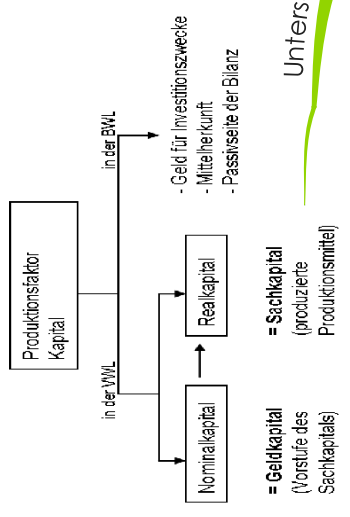 Produktionsfaktor
Kapital
in der VWL
in der BWL
Nominalkapital
Realkapital
- Geld für Investitionszwecke
- Mittelherkunft
- Passivseite der Bilanz
= Geldkapital
(Vorstufe des
Sachkapitals)
= Sachkapital
(produzierte
Produktionsmittel)
Unters